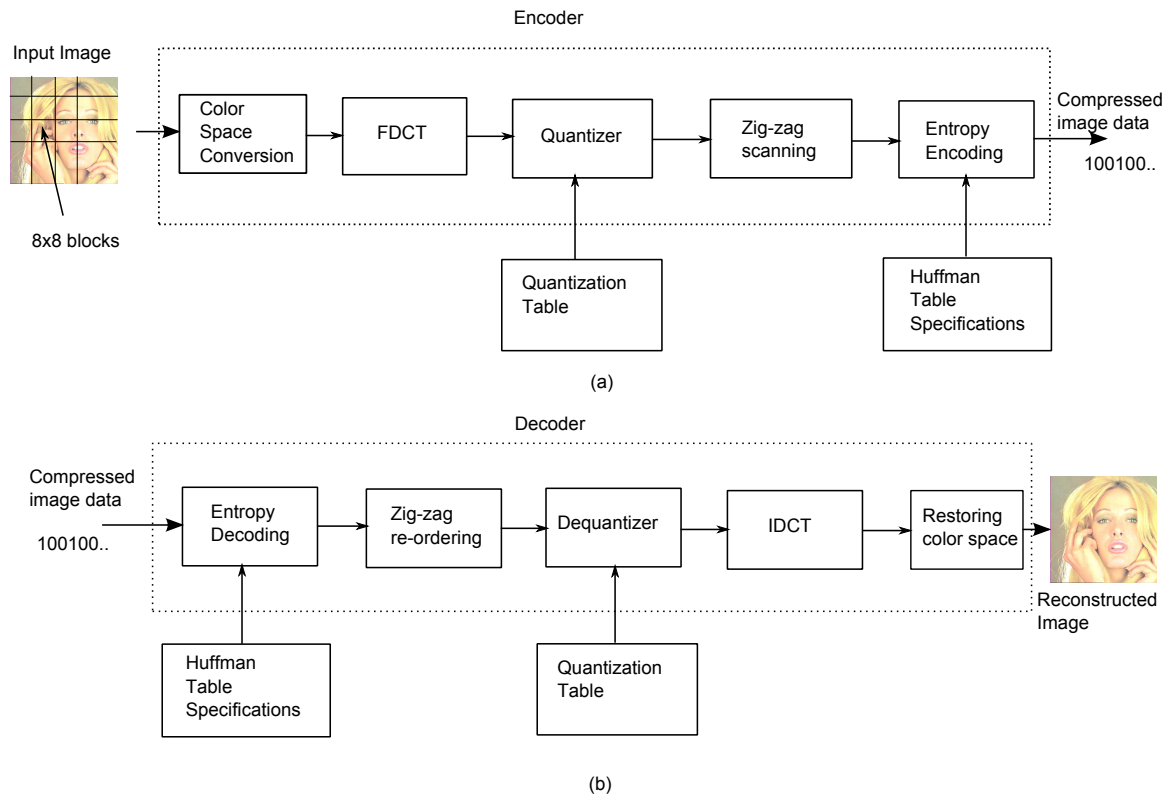 Encoder
Input Image
Color
Space
Conversion
FDCT
Quantizer
Zig-zag
scanning
Entropy
Encoding
Compressed
image data
100100..
8x8 blocks
Quantization
Table
Huffman
Table
Specifications
(a)
Decoder
Compressed
image data
100100..
Entropy
Decoding
Zig-zag
re-ordering
Dequantizer
IDCT
Restoring
color space
Reconstructed
Image
Huffman
Table
Specifications
Quantization
Table
(b)